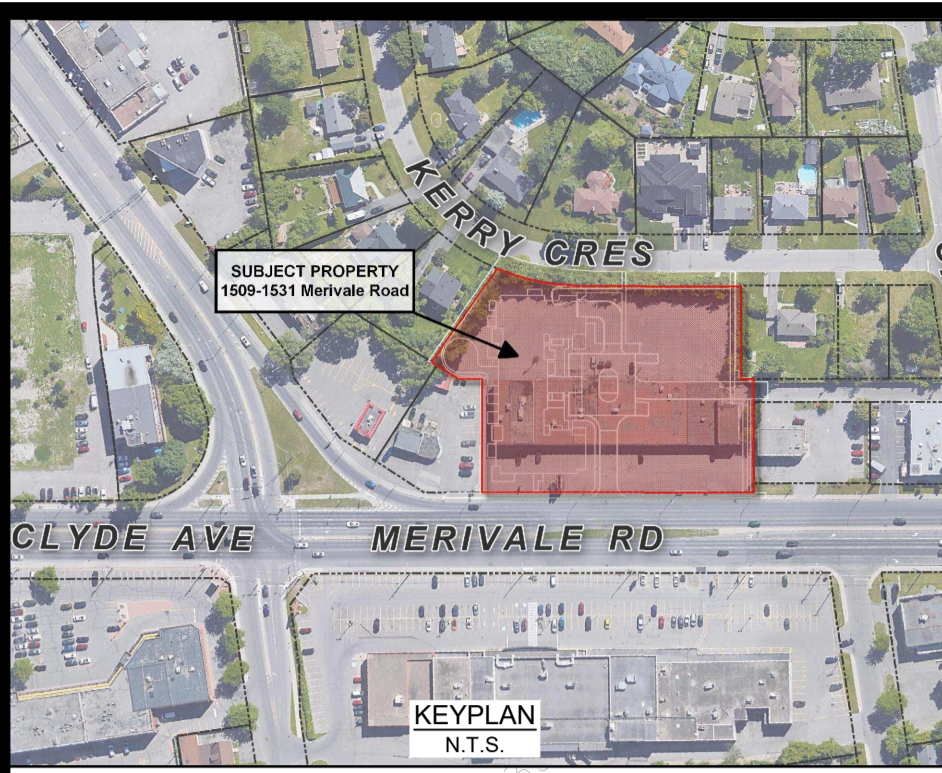 KERRY CRES
SUBJECT PROPERTY
1509-1531 Merivale Road
CLYDE AVE
MERIVALE RD
KEYPLAN
N.T.S.